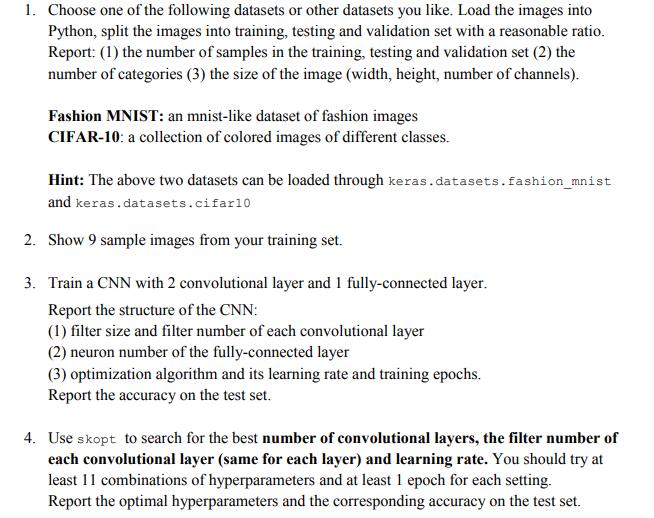 1. Choose one of the following datasets or other datasets you like. Load the images into
Python, split the images into training, testing and validation set with a reasonable ratio.
Report: (1) the number of samples in the training, testing and validation set (2) the
number of categories (3) the size of the image (width, height, number of channels).
Fashion MNIST: an mnist-like dataset of fashion images
CIFAR-10: a collection of colored images of different classes.
Hint: The above two datasets can be loaded through keras.datasets.fashion_mnist
and keras.datasets.cifar10
2. Show 9 sample images from your training set.
3. Train a CNN with 2 convolutional layer and 1 fully-connected layer.
Report the structure of the CNN:
(1) filter size and filter number of each convolutional layer
(2) neuron number of the fully-connected layer
(3) optimization algorithm and its learning rate and training epochs.
Report the accuracy on the test set.
4. Use skopt to search for the best number of convolutional layers, the filter number of
each convolutional layer (same for each layer) and learning rate. You should try at
least 11 combinations of hyperparameters and at least 1 epoch for each setting.
Report the optimal hyperparameters and the corresponding accuracy on the test set.